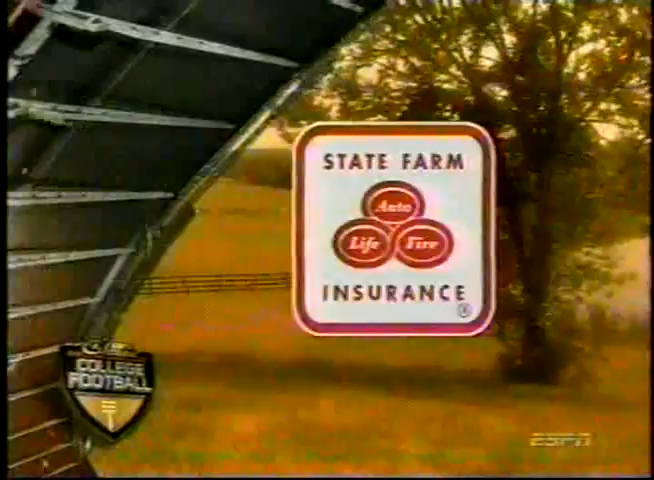 STATE FARM
Auto
Life Fire
INSURANCE
®
COLLEGE
FOOTBALL
ESPN